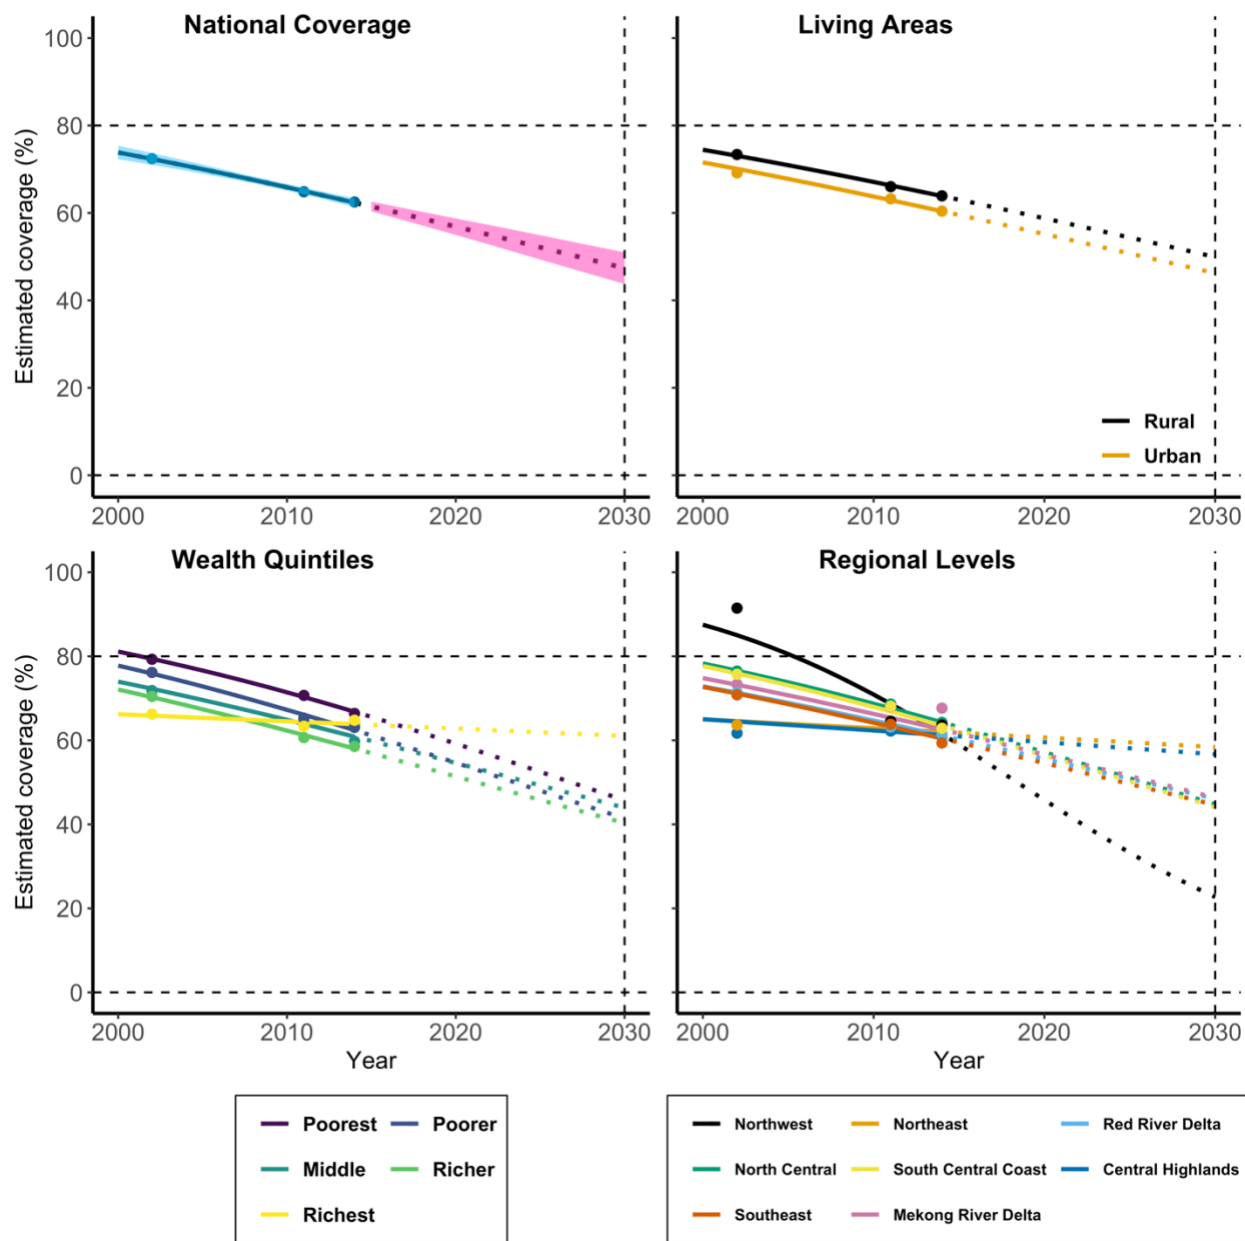 National Coverage
Living Areas
Estimated coverage (%)
100
80
60
40
20
0
2000 2010 2020 2030
Rural
Urban
2000 2010 2020 2030
Wealth Quintiles
Regional Levels
Estimated coverage (%)
100
80
60
40
20
0
2000 2010 2020 2030
Year
2000 2010 2020 2030
Year
Poorest Poorer
Middle Richer
Richest
Northwest Northeast Red River Delta
North Central South Central Coast Central Highlands
Southeast Mekong River Delta